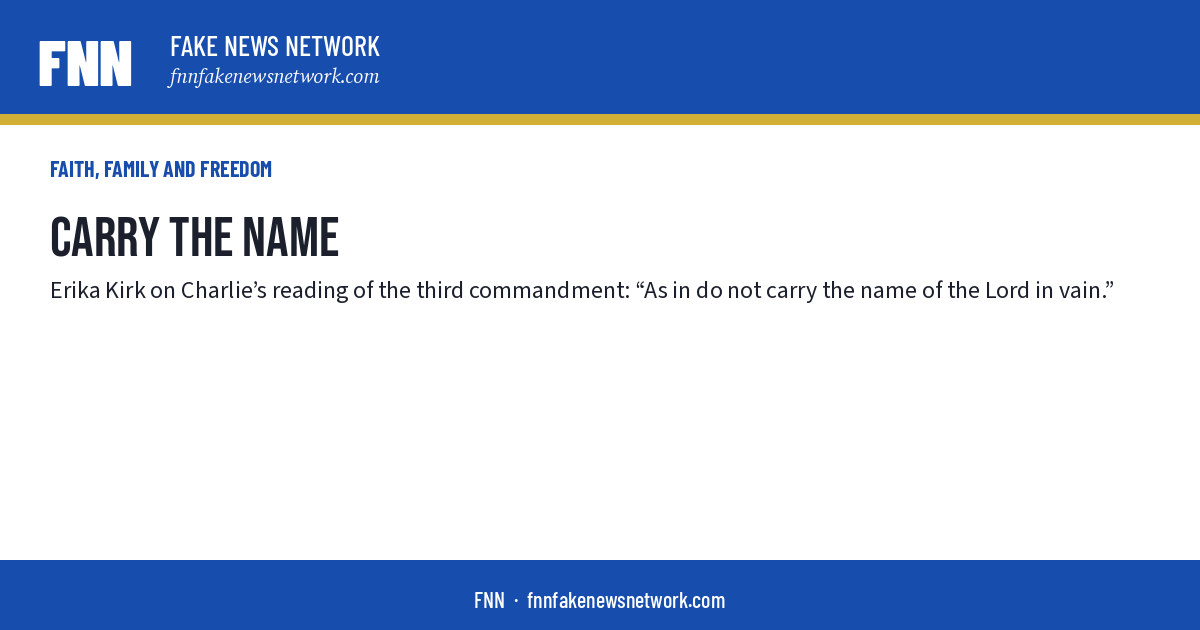 FNN
FAKE NEWS NETWORK
fnnfakenewsnetwork.com
FAITH, FAMILY AND FREEDOM
CARRY THE NAME
Erika Kirk on Charlie’s reading of the third commandment: “As in do not carry the name of the Lord in vain.”
FNN · fnnfakenewsnetwork.com